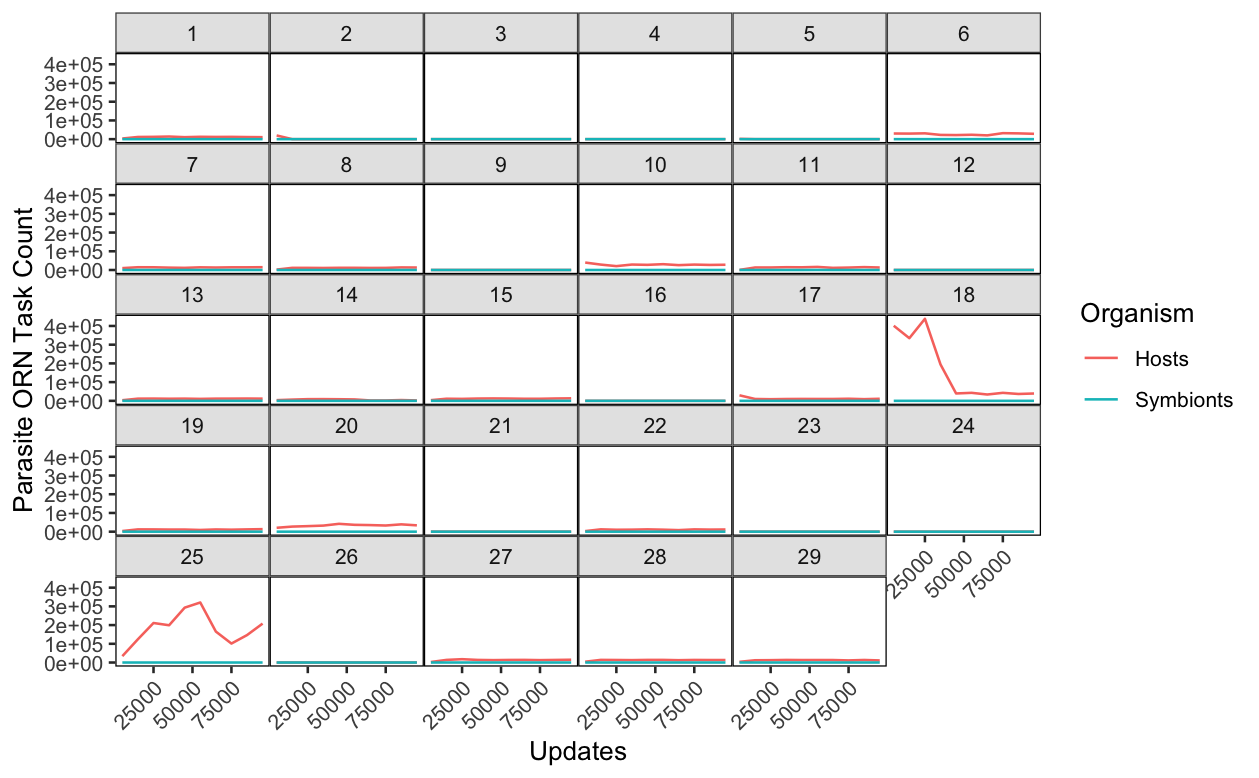 1 2 3 4 5 6
4e+05
3e+05
2e+05
1e+05
0e+00
7 8 9 10 11 12
4e+05
3e+05
2e+05
1e+05
0e+00
13 14 15 16 17 18
4e+05
3e+05
2e+05
1e+05
0e+00
19 20 21 22 23 24
4e+05
3e+05
2e+05
1e+05
0e+00
25000 50000 75000
25 26 27 28 29
4e+05
3e+05
2e+05
1e+05
0e+00
25000 50000 75000 25000 50000 75000 25000 50000 75000 25000 50000 75000 25000 50000 75000
Updates
Parasite ORN Task Count
Organism
Hosts
Symbionts